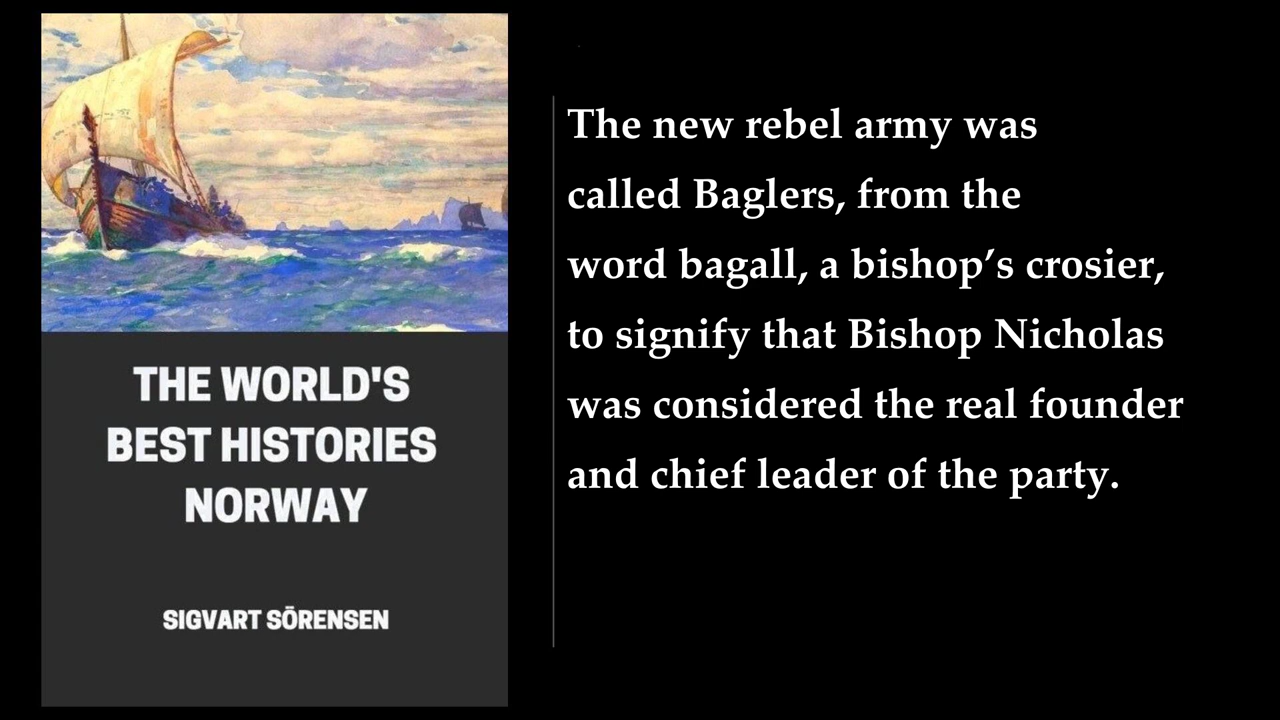 THE WORLD'S
BEST HISTORIES
NORWAY
SIGVART SÖRENSEN
The new rebel army was
called Baglers, from the
word bagall, a bishop’s crosier,
to signify that Bishop Nicholas
was considered the real founder
and chief leader of the party.